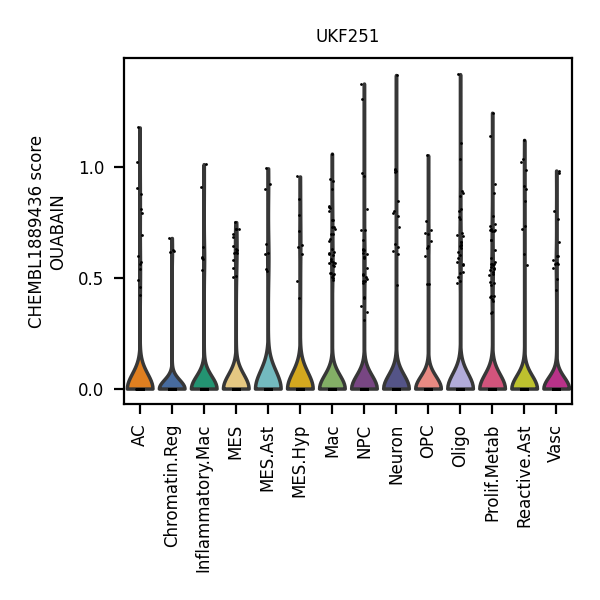 UKF251
CHEMBL1889436 score
OUABAIN
1.0
0.5
0.0
AC
Chromatin.Reg
Inflammatory.Mac
MES
MES.Ast
MES.Hyp
Mac
NPC
Neuron
OPC
Oligo
Prolif.Metab
Reactive.Ast
Vasc